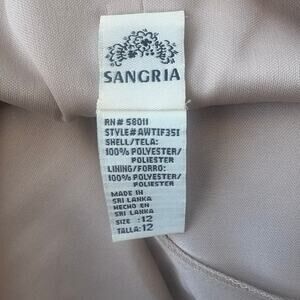 SANGRIA
RN# 58011
STYLE# AWTIF35I
SHELL/TELA:
100% POLYESTER/
POLIESTER
LINING/FORRO:
100% POLYESTER/
POLIESTER
MADE IN
SRI LANKA
HECHO EN
SRI LANKA
SIZE :12
TALLA:12